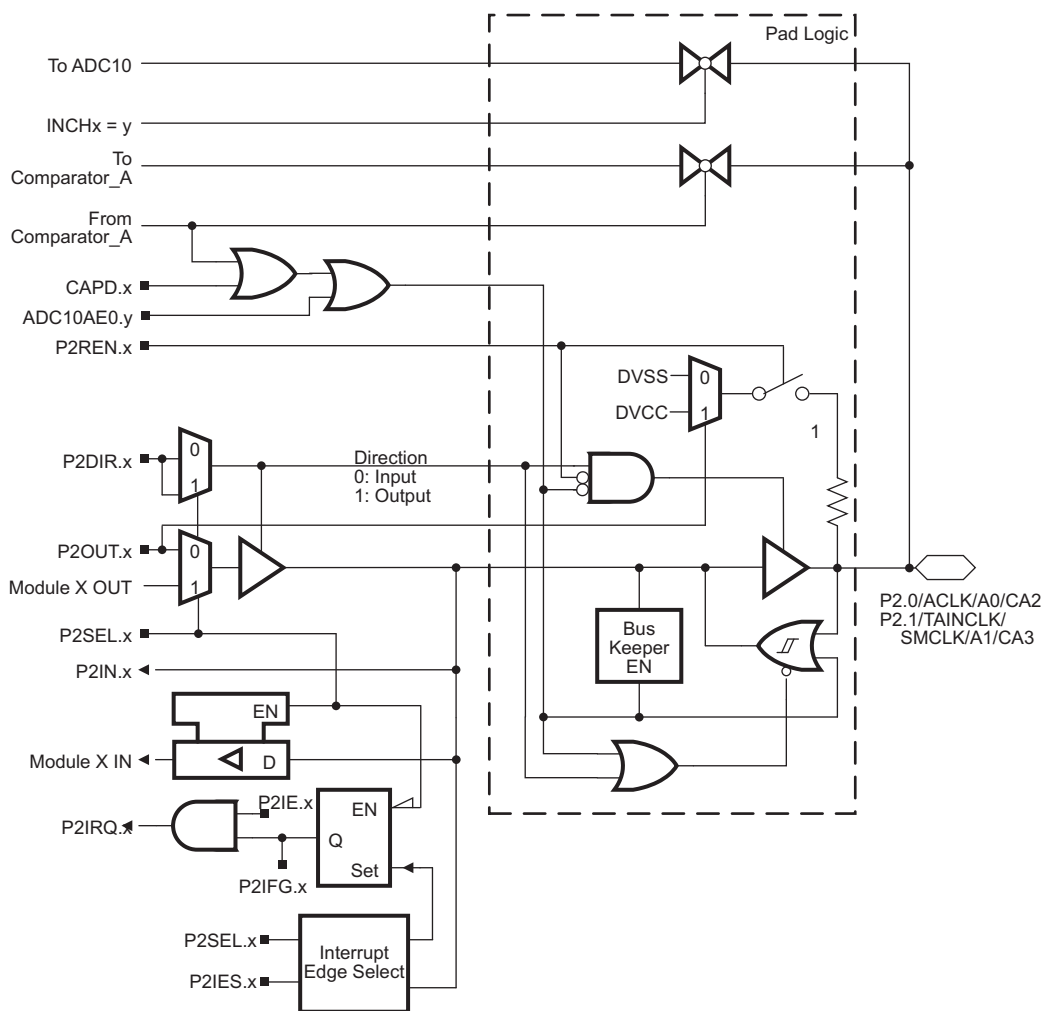 Pad Logic
To ADC10
INCHx = y
To
Comparator_A
From
Comparator_A
CAPD.x
ADC10AE0.y
P2REN.x
DVSS
0
DVCC
1
1
P2DIR.x
0
1
Direction
0: Input
1: Output
P2OUT.x
0
Module X OUT
1
P2.0/ACLK/A0/CA2
P2.1/TAINCLK/
SMCLK/A1/CA3
P2SEL.x
Bus
Keeper
EN
P2IN.x
EN
Module X IN
D
P2IE.x
EN
P2IRQ.x
Q
Set
P2IFG.x
P2SEL.x
Interrupt
Edge Select
P2IES.x